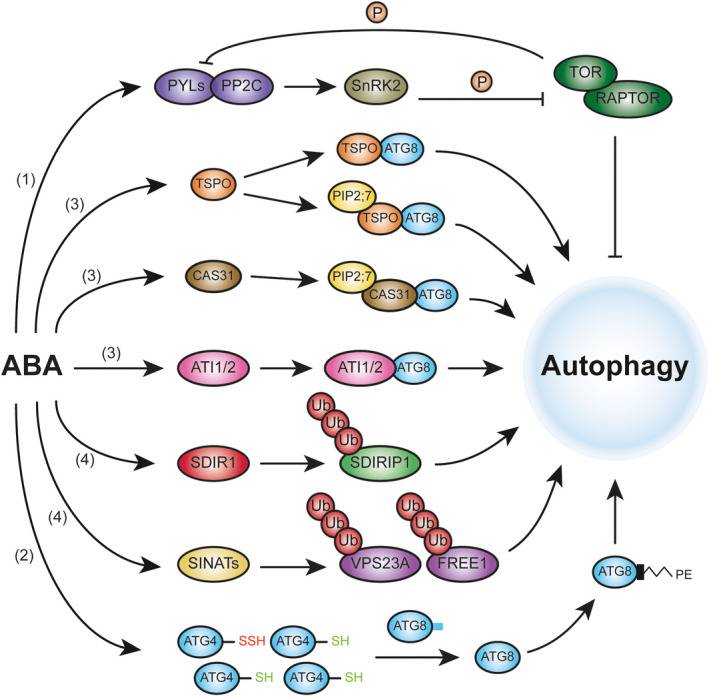 P
TOR
RAPTOR
PYLs PP2C SnRK2 P
(1)
(3) TSPO TSPO ATG8
PIP2;7
TSPO ATG8
(3) CAS31 PIP2;7
CAS31 ATG8
ABA (3) ATI1/2 ATI1/2 ATG8 Autophagy
Ub
Ub
Ub
(4) SDIR1 SDIRIP1
(4) Ub Ub
Ub Ub
Ub Ub
(2) SINATs VPS23A FREE1
ATG8 PE
ATG4 SSH ATG4 SH ATG8
ATG4 SH ATG4 SH ATG8